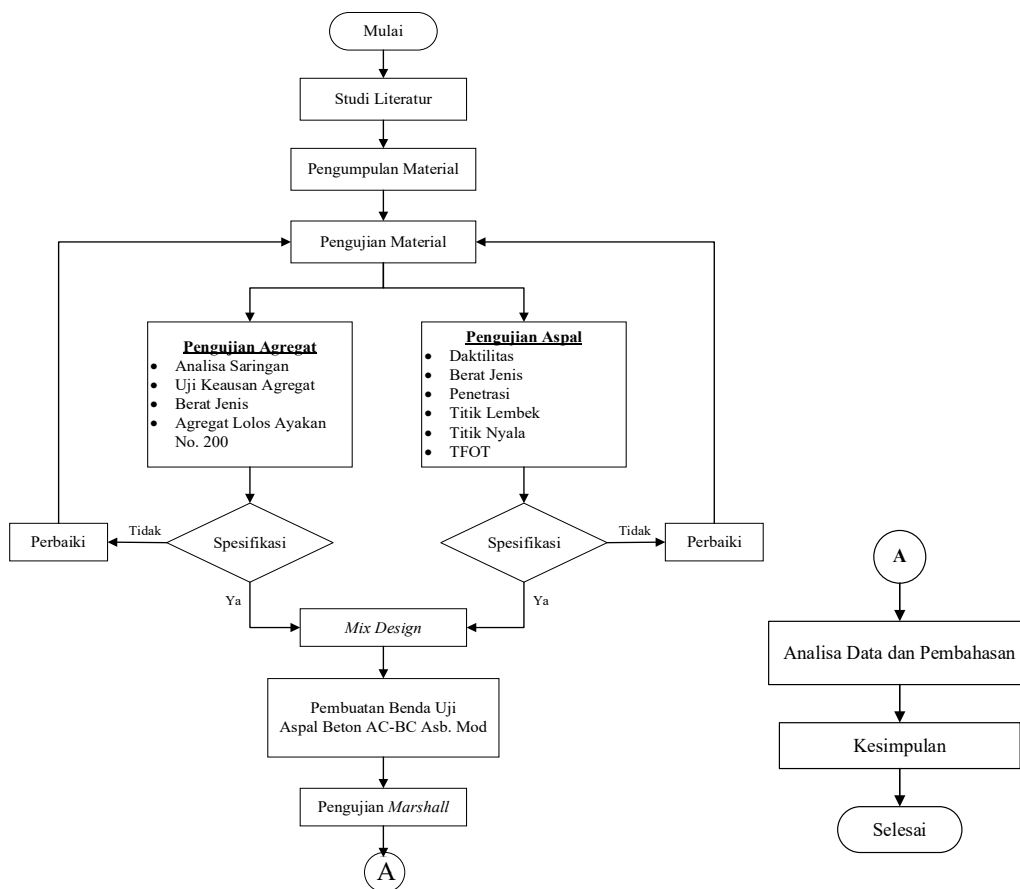 Mulai
Studi Literatur
Pengumpulan Material
Pengujian Material
Pengujian Agregat
• Analisa Saringan
• Uji Keausan Agregat
• Berat Jenis
• Agregat Lolos Ayakan
No. 200
Pengujian Aspal
• Daktilitas
• Berat Jenis
• Penetrasi
• Titik Lembek
• Titik Nyala
• TFOT
Perbaiki
Tidak
Spesifikasi
Ya
Spesifikasi
Tidak
Perbaiki
Ya
Mix Design
Pembuatan Benda Uji
Aspal Beton AC-BC Asb. Mod
Pengujian Marshall
A
A
Analisa Data dan Pembahasan
Kesimpulan
Selesai